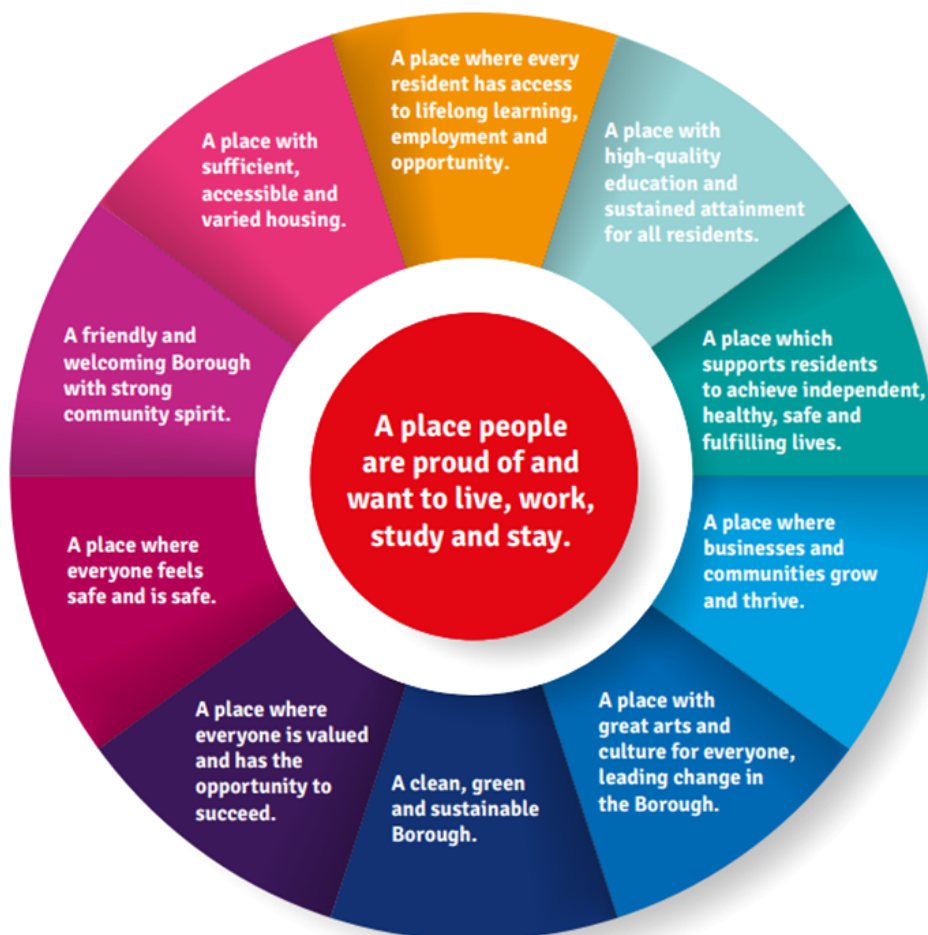 A place where every
resident has access
to lifelong learning,
employment and
opportunity.
A place with
high-quality
education and
sustained attainment
for all residents.
A place which
supports residents
to achieve independent,
healthy, safe and
fulfilling lives.
A place where
businesses and
communities grow
and thrive.
A place with
great arts and
culture for everyone,
leading change in
the Borough.
A clean, green
and sustainable
Borough.
A place where
everyone is valued
and has the
opportunity to
succeed.
A place where
everyone feels
safe and is safe.
A friendly and
welcoming Borough
with strong
community spirit.
A place with
sufficient,
accessible and
varied housing.
A place people
are proud of and
want to live, work,
study and stay.